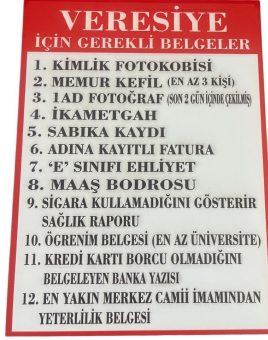 VERESİYE
İÇİN GEREKLİ BELGELER
1. KİMLİK FOTOKOBİSİ
2. MEMUR KEFİL (EN AZ 3 KİŞİ)
3. 1AD FOTOĞRAF (SON 2 GÜN İÇİNDE ÇEKİLMİŞ)
4. İKAMETGAH
5. SABIKA KAYDI
6. ADINA KAYITLI FATURA
7. ‘E’ SINIFI EHLİYET
8. MAAŞ BODROSU
9. SİGARA KULLAMADIĞINI GÖSTERİR
SAĞLIK RAPORU
10. ÖGRENİM BELGESİ (EN AZ ÜNİVERSİTE)
11. KREDİ KARTI BORCU OLMADIĞINI
BELGELEYEN BANKA YAZISI
12. EN YAKIN MERKEZ CAMİİ İMAMINDAN
YETERLİLİK BELGESİ